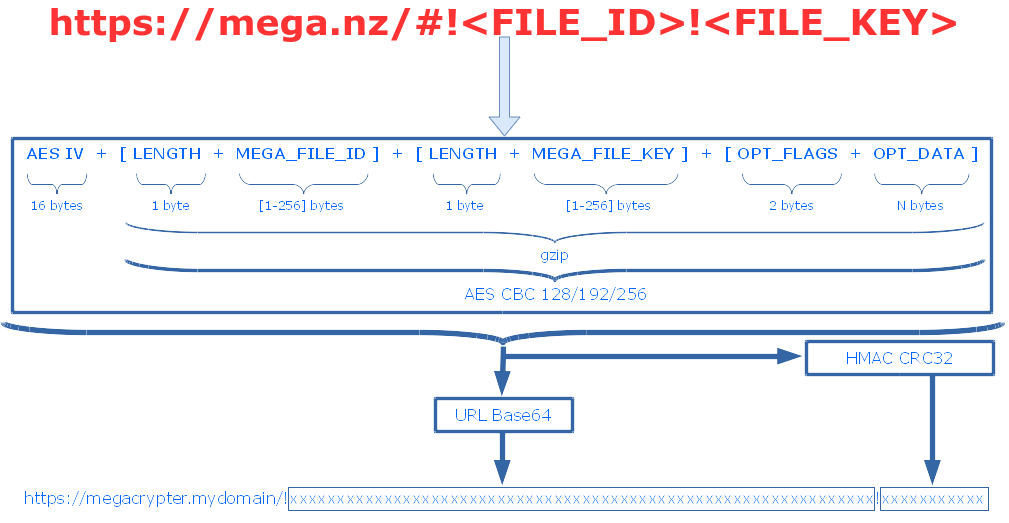 https://mega.nz/#!<FILE_ID>!<FILE_KEY>
AES IV + [ LENGTH + MEGA_FILE_ID ] + [ LENGTH + MEGA_FILE_KEY ] + [ OPT_FLAGS + OPT_DATA ]
16 bytes 1 byte [1-256] bytes 1 byte [1-256] bytes 2 bytes N bytes
gzip
AES CBC 128/192/256
HMAC CRC32
URL Base64
https://megacrypter.mydomain/!xxxxxxxxxxxxxxxxxxxxxxxxxxxxxxxxxxxxxxxxxxxxxxxxxxxxxxxxxxxxxx!xxxxxxxxxxx